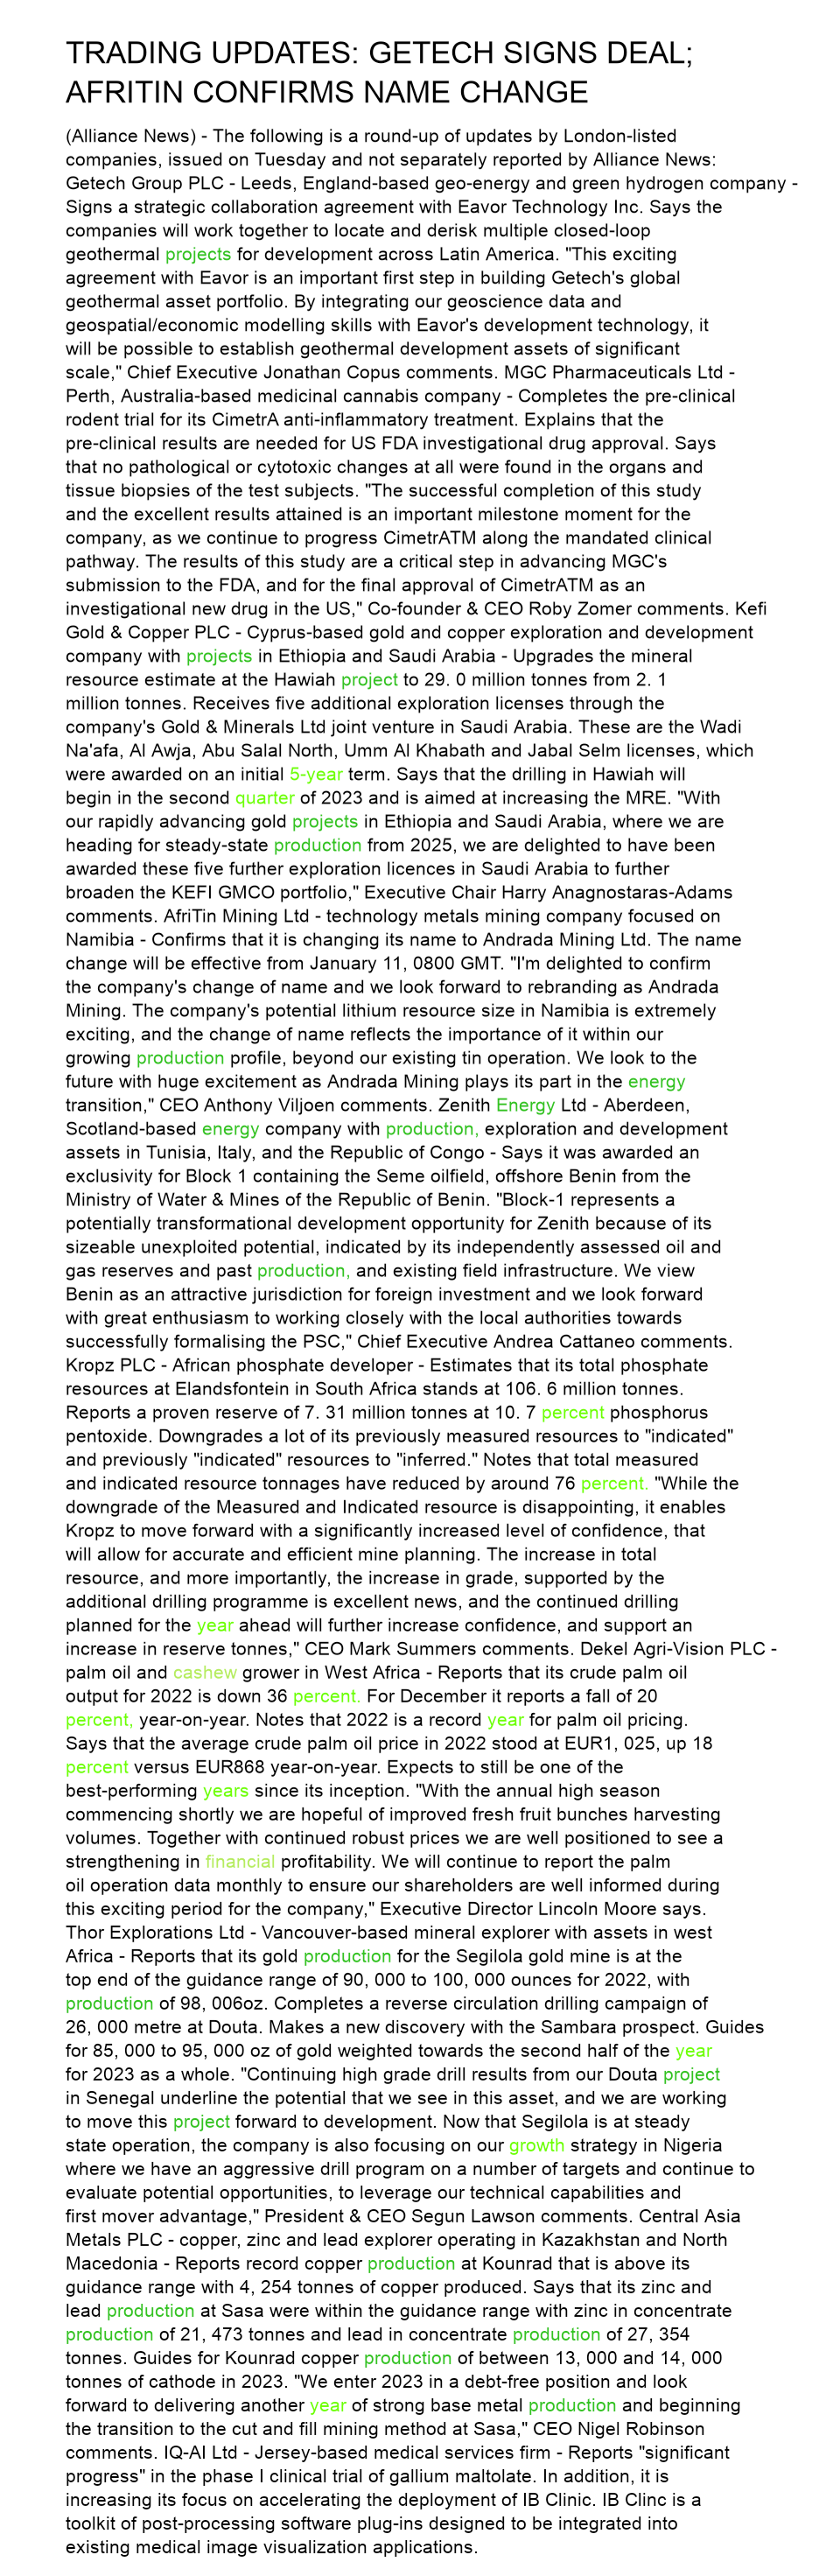 TRADING UPDATES: GETECH SIGNS DEAL;
AFRITIN CONFIRMS NAME CHANGE
(Alliance News) - The following is a round-up of updates by London-listed
companies, issued on Tuesday and not separately reported by Alliance News:
Getech Group PLC - Leeds, England-based geo-energy and green hydrogen company -
Signs a strategic collaboration agreement with Eavor Technology Inc. Says the
companies will work together to locate and derisk multiple closed-loop
geothermal projects for development across Latin America. "This exciting
agreement with Eavor is an important first step in building Getech's global
geothermal asset portfolio. By integrating our geoscience data and
geospatial/economic modelling skills with Eavor's development technology, it
will be possible to establish geothermal development assets of significant
scale," Chief Executive Jonathan Copus comments. MGC Pharmaceuticals Ltd -
Perth, Australia-based medicinal cannabis company - Completes the pre-clinical
rodent trial for its CimetrA anti-inflammatory treatment. Explains that the
pre-clinical results are needed for US FDA investigational drug approval. Says
that no pathological or cytotoxic changes at all were found in the organs and
tissue biopsies of the test subjects. "The successful completion of this study
and the excellent results attained is an important milestone moment for the
company, as we continue to progress CimetrATM along the mandated clinical
pathway. The results of this study are a critical step in advancing MGC's
submission to the FDA, and for the final approval of CimetrATM as an
investigational new drug in the US," Co-founder & CEO Roby Zomer comments. Kefi
Gold & Copper PLC - Cyprus-based gold and copper exploration and development
company with projects in Ethiopia and Saudi Arabia - Upgrades the mineral
resource estimate at the Hawiah project to 29. 0 million tonnes from 2. 1
million tonnes. Receives five additional exploration licenses through the
company's Gold & Minerals Ltd joint venture in Saudi Arabia. These are the Wadi
Na'afa, Al Awja, Abu Salal North, Umm Al Khabath and Jabal Selm licenses, which
were awarded on an initial 5-year term. Says that the drilling in Hawiah will
begin in the second quarter of 2023 and is aimed at increasing the MRE. "With
our rapidly advancing gold projects in Ethiopia and Saudi Arabia, where we are
heading for steady-state production from 2025, we are delighted to have been
awarded these five further exploration licences in Saudi Arabia to further
broaden the KEFI GMCO portfolio," Executive Chair Harry Anagnostaras-Adams
comments. AfriTin Mining Ltd - technology metals mining company focused on
Namibia - Confirms that it is changing its name to Andrada Mining Ltd. The name
change will be effective from January 11, 0800 GMT. "I'm delighted to confirm
the company's change of name and we look forward to rebranding as Andrada
Mining. The company's potential lithium resource size in Namibia is extremely
exciting, and the change of name reflects the importance of it within our
growing production profile, beyond our existing tin operation. We look to the
future with huge excitement as Andrada Mining plays its part in the energy
transition," CEO Anthony Viljoen comments. Zenith Energy Ltd - Aberdeen,
Scotland-based energy company with production, exploration and development
assets in Tunisia, Italy, and the Republic of Congo - Says it was awarded an
exclusivity for Block 1 containing the Seme oilfield, offshore Benin from the
Ministry of Water & Mines of the Republic of Benin. "Block-1 represents a
potentially transformational development opportunity for Zenith because of its
sizeable unexploited potential, indicated by its independently assessed oil and
gas reserves and past production, and existing field infrastructure. We view
Benin as an attractive jurisdiction for foreign investment and we look forward
with great enthusiasm to working closely with the local authorities towards
successfully formalising the PSC," Chief Executive Andrea Cattaneo comments.
Kropz PLC - African phosphate developer - Estimates that its total phosphate
resources at Elandsfontein in South Africa stands at 106. 6 million tonnes.
Reports a proven reserve of 7. 31 million tonnes at 10. 7 percent phosphorus
pentoxide. Downgrades a lot of its previously measured resources to "indicated"
and previously "indicated" resources to "inferred." Notes that total measured
and indicated resource tonnages have reduced by around 76 percent. "While the
downgrade of the Measured and Indicated resource is disappointing, it enables
Kropz to move forward with a significantly increased level of confidence, that
will allow for accurate and efficient mine planning. The increase in total
resource, and more importantly, the increase in grade, supported by the
additional drilling programme is excellent news, and the continued drilling
planned for the year ahead will further increase confidence, and support an
increase in reserve tonnes," CEO Mark Summers comments. Dekel Agri-Vision PLC -
palm oil and cashew grower in West Africa - Reports that its crude palm oil
output for 2022 is down 36 percent. For December it reports a fall of 20
percent, year-on-year. Notes that 2022 is a record year for palm oil pricing.
Says that the average crude palm oil price in 2022 stood at EUR1, 025, up 18
percent versus EUR868 year-on-year. Expects to still be one of the
best-performing years since its inception. "With the annual high season
commencing shortly we are hopeful of improved fresh fruit bunches harvesting
volumes. Together with continued robust prices we are well positioned to see a
strengthening in financial profitability. We will continue to report the palm
oil operation data monthly to ensure our shareholders are well informed during
this exciting period for the company," Executive Director Lincoln Moore says.
Thor Explorations Ltd - Vancouver-based mineral explorer with assets in west
Africa - Reports that its gold production for the Segilola gold mine is at the
top end of the guidance range of 90, 000 to 100, 000 ounces for 2022, with
production of 98, 006oz. Completes a reverse circulation drilling campaign of
26, 000 metre at Douta. Makes a new discovery with the Sambara prospect. Guides
for 85, 000 to 95, 000 oz of gold weighted towards the second half of the year
for 2023 as a whole. "Continuing high grade drill results from our Douta project
in Senegal underline the potential that we see in this asset, and we are working
to move this project forward to development. Now that Segilola is at steady
state operation, the company is also focusing on our growth strategy in Nigeria
where we have an aggressive drill program on a number of targets and continue to
evaluate potential opportunities, to leverage our technical capabilities and
first mover advantage," President & CEO Segun Lawson comments. Central Asia
Metals PLC - copper, zinc and lead explorer operating in Kazakhstan and North
Macedonia - Reports record copper production at Kounrad that is above its
guidance range with 4, 254 tonnes of copper produced. Says that its zinc and
lead production at Sasa were within the guidance range with zinc in concentrate
production of 21, 473 tonnes and lead in concentrate production of 27, 354
tonnes. Guides for Kounrad copper production of between 13, 000 and 14, 000
tonnes of cathode in 2023. "We enter 2023 in a debt-free position and look
forward to delivering another year of strong base metal production and beginning
the transition to the cut and fill mining method at Sasa," CEO Nigel Robinson
comments. IQ-AI Ltd - Jersey-based medical services firm - Reports "significant
progress" in the phase I clinical trial of gallium maltolate. In addition, it is
increasing its focus on accelerating the deployment of IB Clinic. IB Clinc is a
toolkit of post-processing software plug-ins designed to be integrated into
existing medical image visualization applications.